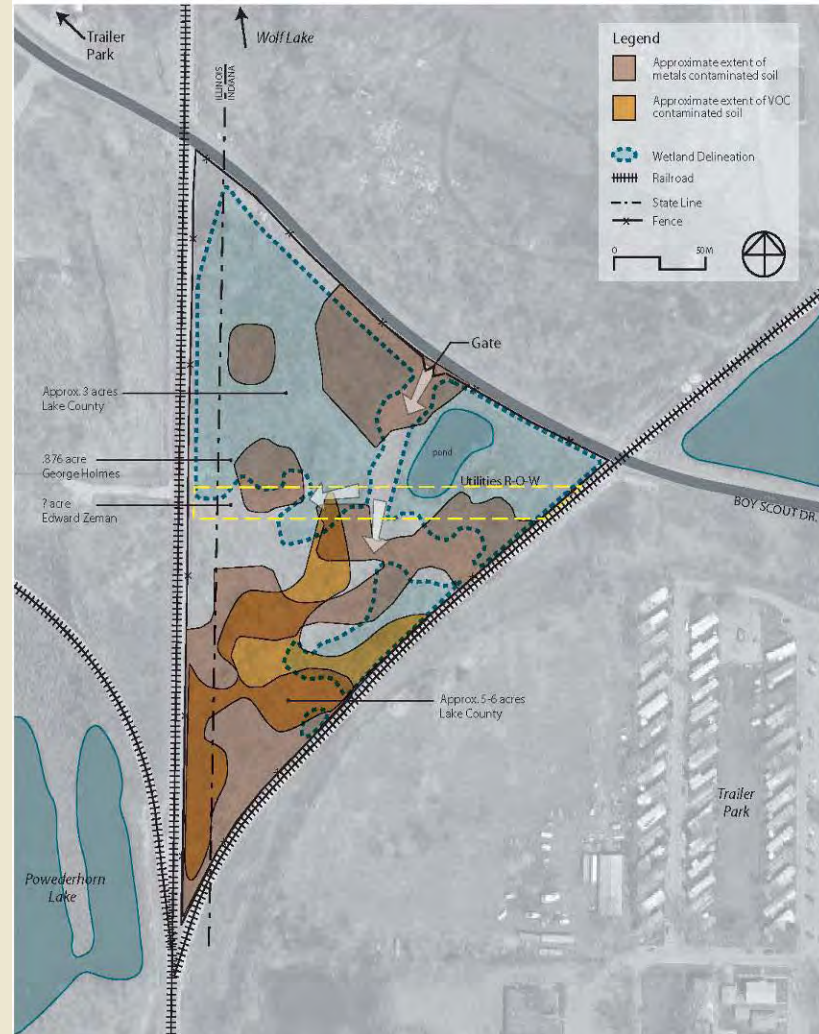 Trailer
Park
Wolf Lake
ILLINOIS
INDIANA
Legend
Approximate extent of
metals contaminated soil
Approximate extent of VOC
contaminated soil
Wetland Delineation
Railroad
State Line
Fence
0 50M
Gate
Approx. 3 acres
Lake County
.876 acre
George Holmes
? acre
Edward Zeman
pond
Utilities R-O-W
BOY SCOUT DR.
Approx. 5-6 acres
Lake County
Trailer
Park
Powederhorn
Lake